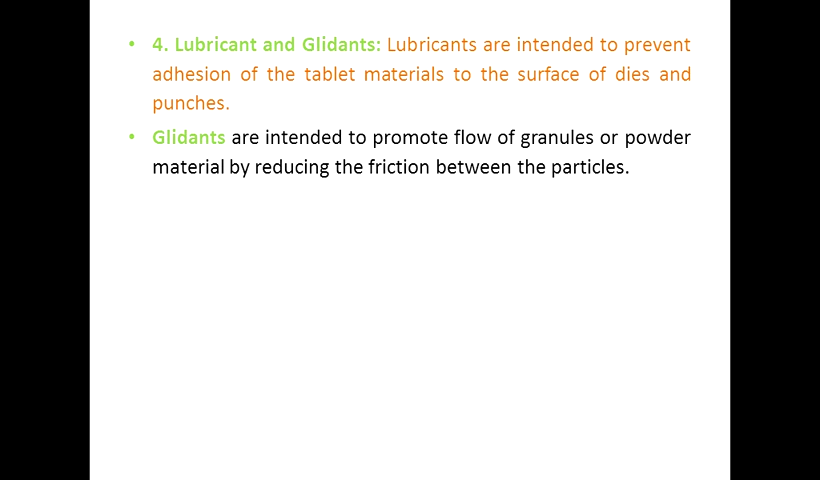 • 4. Lubricant and Glidants: Lubricants are intended to prevent
adhesion of the tablet materials to the surface of dies and
punches.
• Glidants are intended to promote flow of granules or powder
material by reducing the friction between the particles.